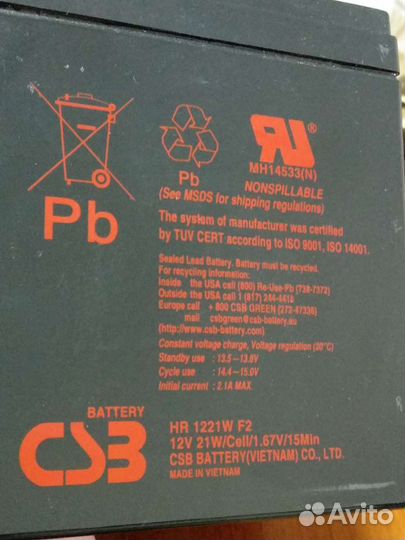 Pb
Pb
(See MSDS for shipping regulations)
RU ®
MH14533(N)
NONSPILLABLE
The system of manufacturer was certified
by TUV CERT according to ISO 9001, ISO 14001.
Sealed Lead Battery. Battery must be recycled.
For recycling information:
Inside the USA call (800) Re-Use-Pb (738-7372)
Outside the USA call 1 (817) 244-4418
Europe call + 800 CSB GREEN (272-47336)
mail csbgreen@csb-battery.eu
(http://www.csb-battery.com)
Constant voltage charge, Voltage regulation (20°C)
Standby use : 13.5~13.8V
Cycle use : 14.4~15.0V
Initial current : 2.1A MAX.
BATTERY
CSB
HR 1221W F2
12V 21W/Cell/1.67V/15Min
CSB BATTERY(VIETNAM) CO., LTD.
MADE IN VIETNAM
Avito